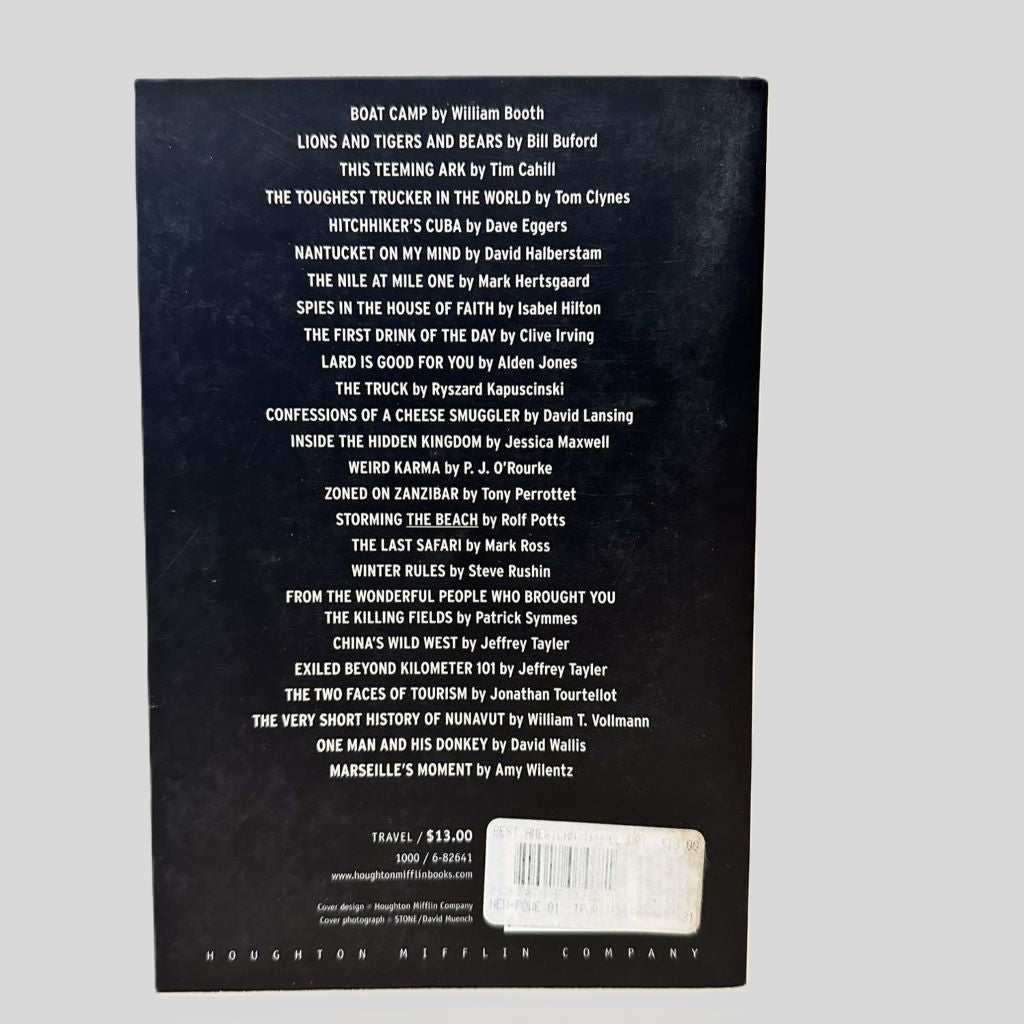 BOAT CAMP by William Booth
LIONS AND TIGERS AND BEARS by Bill Buford
THIS TEEMING ARK by Tim Cahill
THE TOUGHEST TRUCKER IN THE WORLD by Tom Clynes
HITCHHIKER'S CUBA by Dave Eggers
NANTUCKET ON MY MIND by David Halberstam
THE NILE AT MILE ONE by Mark Hertsgaard
SPIES IN THE HOUSE OF FAITH by Isabel Hilton
THE FIRST DRINK OF THE DAY by Clive Irving
LARD IS GOOD FOR YOU by Alden Jones
THE TRUCK by Ryszard Kapuscinski
CONFESSIONS OF A CHEESE SMUGGLER by David Lansing
INSIDE THE HIDDEN KINGDOM by Jessica Maxwell
WEIRD KARMA by P. J. O'Rourke
ZONED ON ZANZIBAR by Tony Perrottet
STORMING THE BEACH by Rolf Potts
THE LAST SAFARI by Mark Ross
WINTER RULES by Steve Rushin
FROM THE WONDERFUL PEOPLE WHO BROUGHT YOU
THE KILLING FIELDS by Patrick Symmes
CHINA'S WILD WEST by Jeffrey Tayler
EXILED BEYOND KILOMETER 101 by Jeffrey Tayler
THE TWO FACES OF TOURISM by Jonathan Tourtellot
THE VERY SHORT HISTORY OF NUNAVUT by William T. Vollmann
ONE MAN AND HIS DONKEY by David Wallis
MARSEILLE'S MOMENT by Amy Wilentz
TRAVEL / $13.00
1000 / 6-82641
www.houghtonmifflinbooks.com
Cover design © Houghton Mifflin Company
Cover photograph © STONE/David Muench
BEST AMERICAN
NEW-POWE 01
HOUGHTON MIFFLIN COMPANY